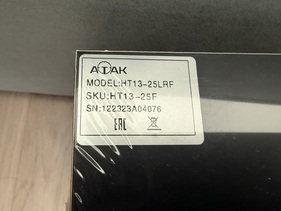 ATAK
MODEL:HT13-25LRF
SKU:HT13-25F
SN:122323A04076
EAC